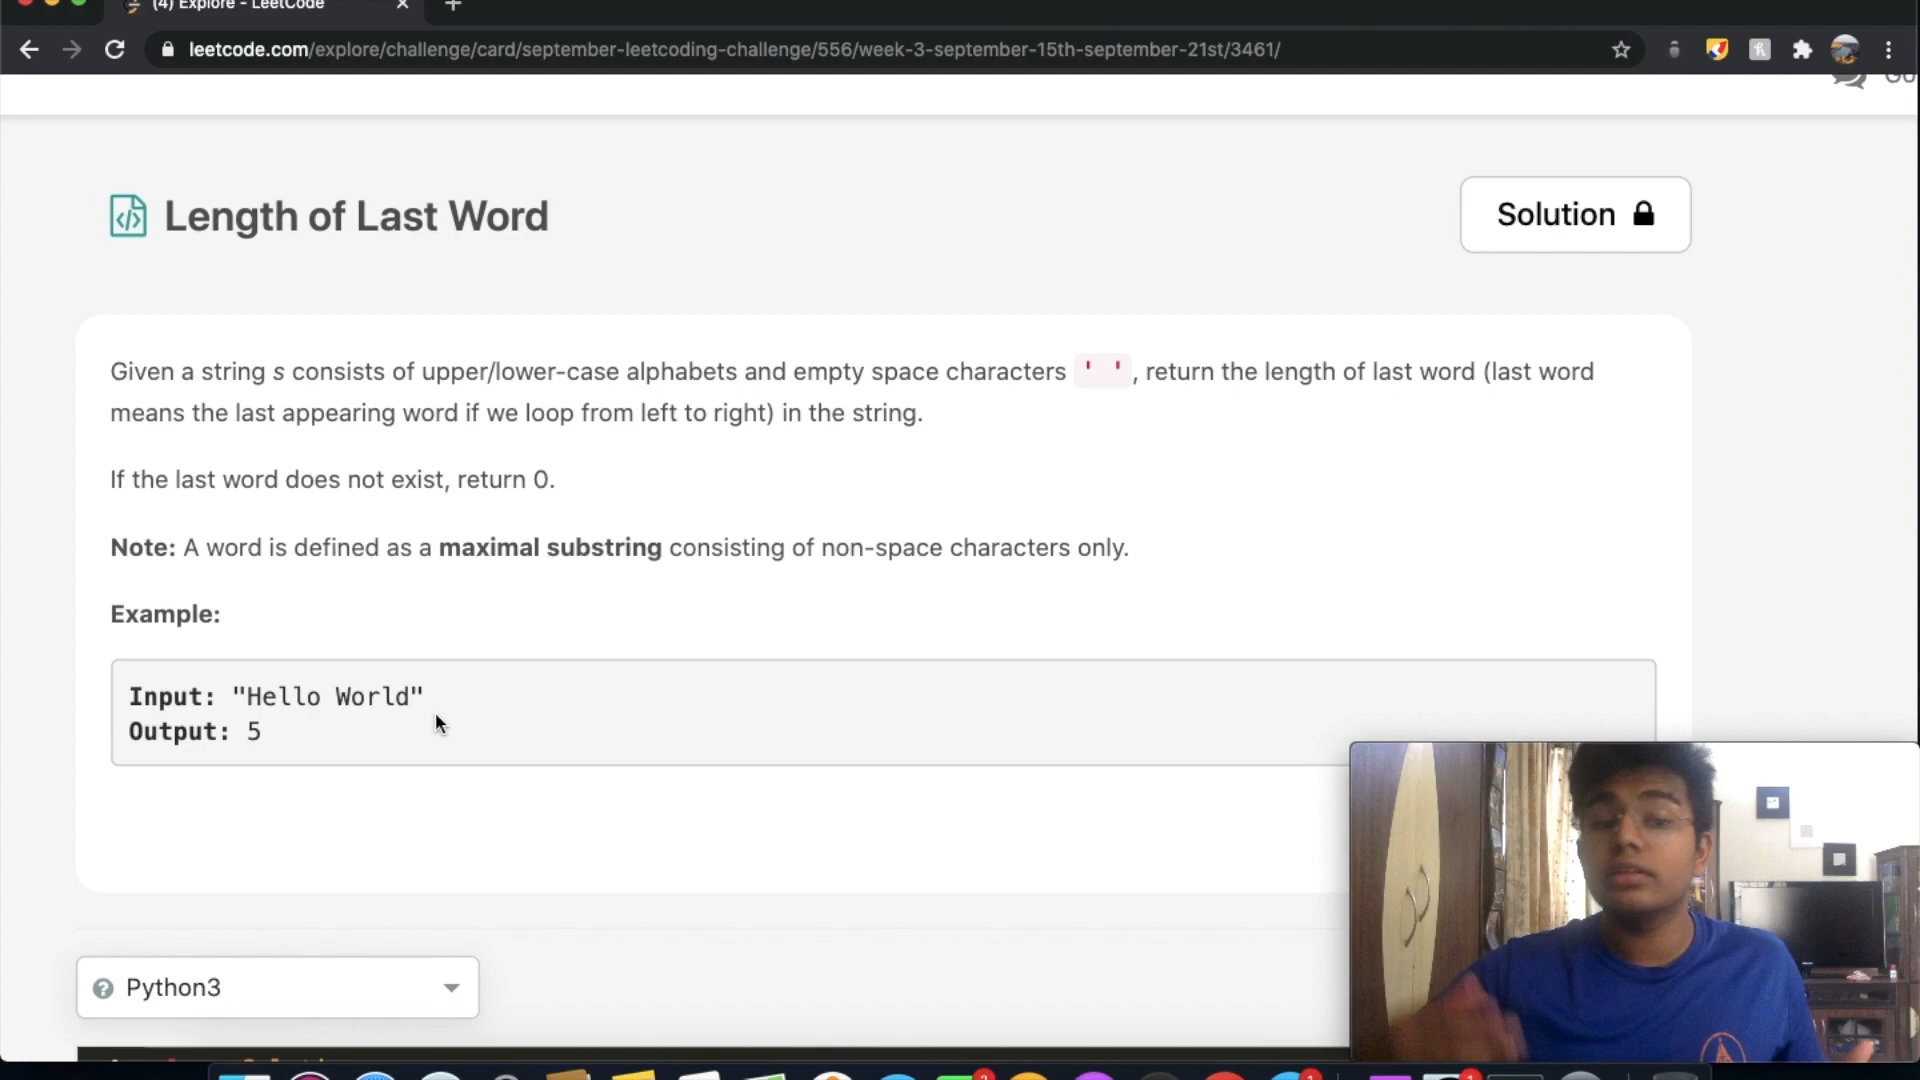 (4) Explore - LeetCode
leetcode.com/explore/challenge/card/september-leetcoding-challenge/556/week-3-september-15th-september-21st/3461/
Length of Last Word
Solution
Given a string s consists of upper/lower-case alphabets and empty space characters ' ', return the length of last word (last word
means the last appearing word if we loop from left to right) in the string.
If the last word does not exist, return 0.
Note: A word is defined as a maximal substring consisting of non-space characters only.
Example:
Input: "Hello World"
Output: 5
Python3